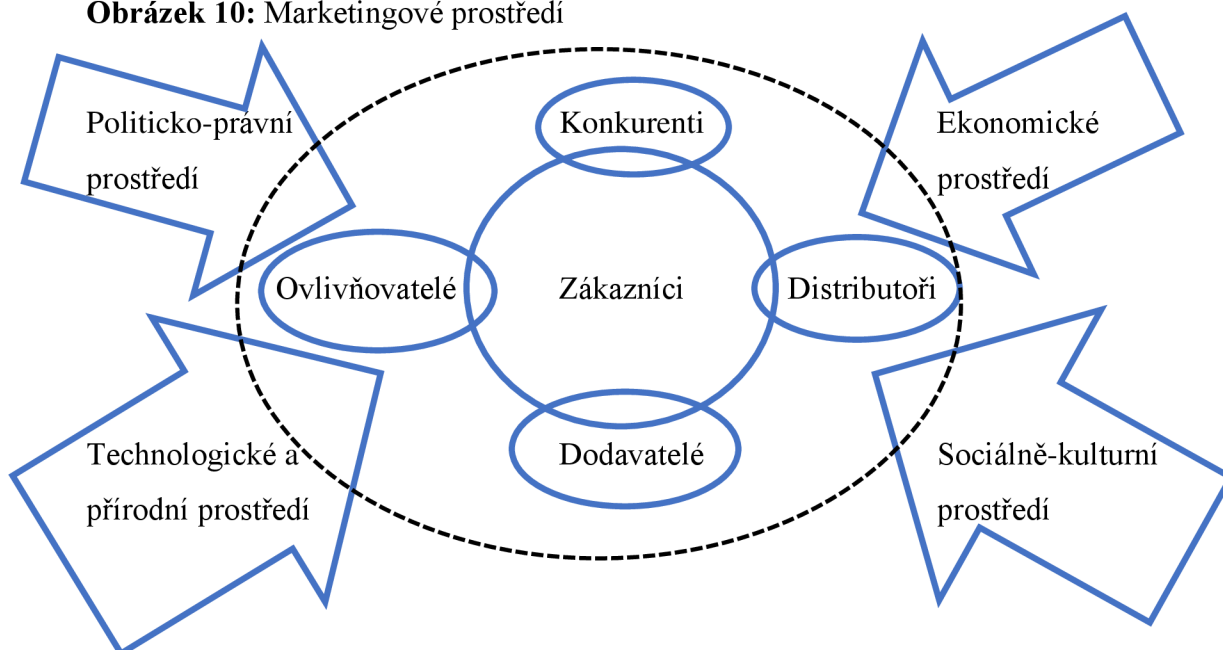 Obrázek 10: Marketingové prostředí
Politicko-právní
prostředí
Konkurenti
Ekonomické
prostředí
Ovlivňovatelé
Zákazníci
Distributoři
Technologické a
přírodní prostředí
Dodavatelé
Sociálně-kulturní
prostředí